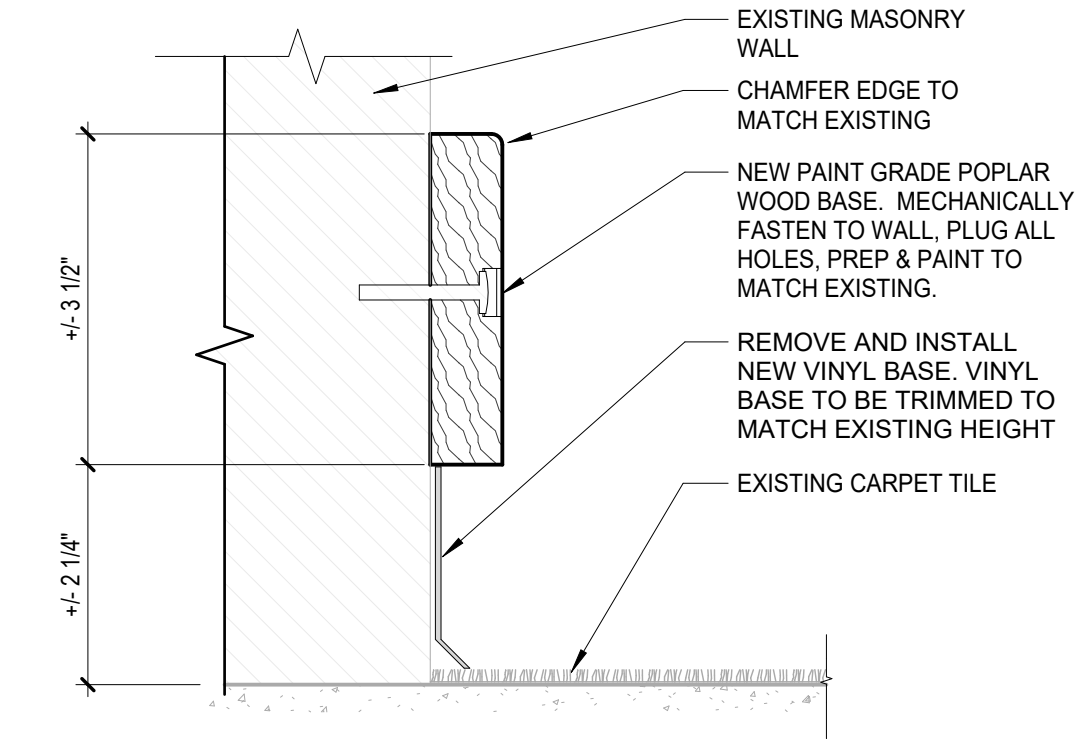 EXISTING MASONRY
WALL
CHAMFER EDGE TO
MATCH EXISTING
NEW PAINT GRADE POPLAR
WOOD BASE. MECHANICALLY
FASTEN TO WALL, PLUG ALL
HOLES, PREP & PAINT TO
MATCH EXISTING.
REMOVE AND INSTALL
NEW VINYL BASE. VINYL
BASE TO BE TRIMMED TO
MATCH EXISTING HEIGHT
EXISTING CARPET TILE
+/- 3 1/2"
+/- 2 1/4"